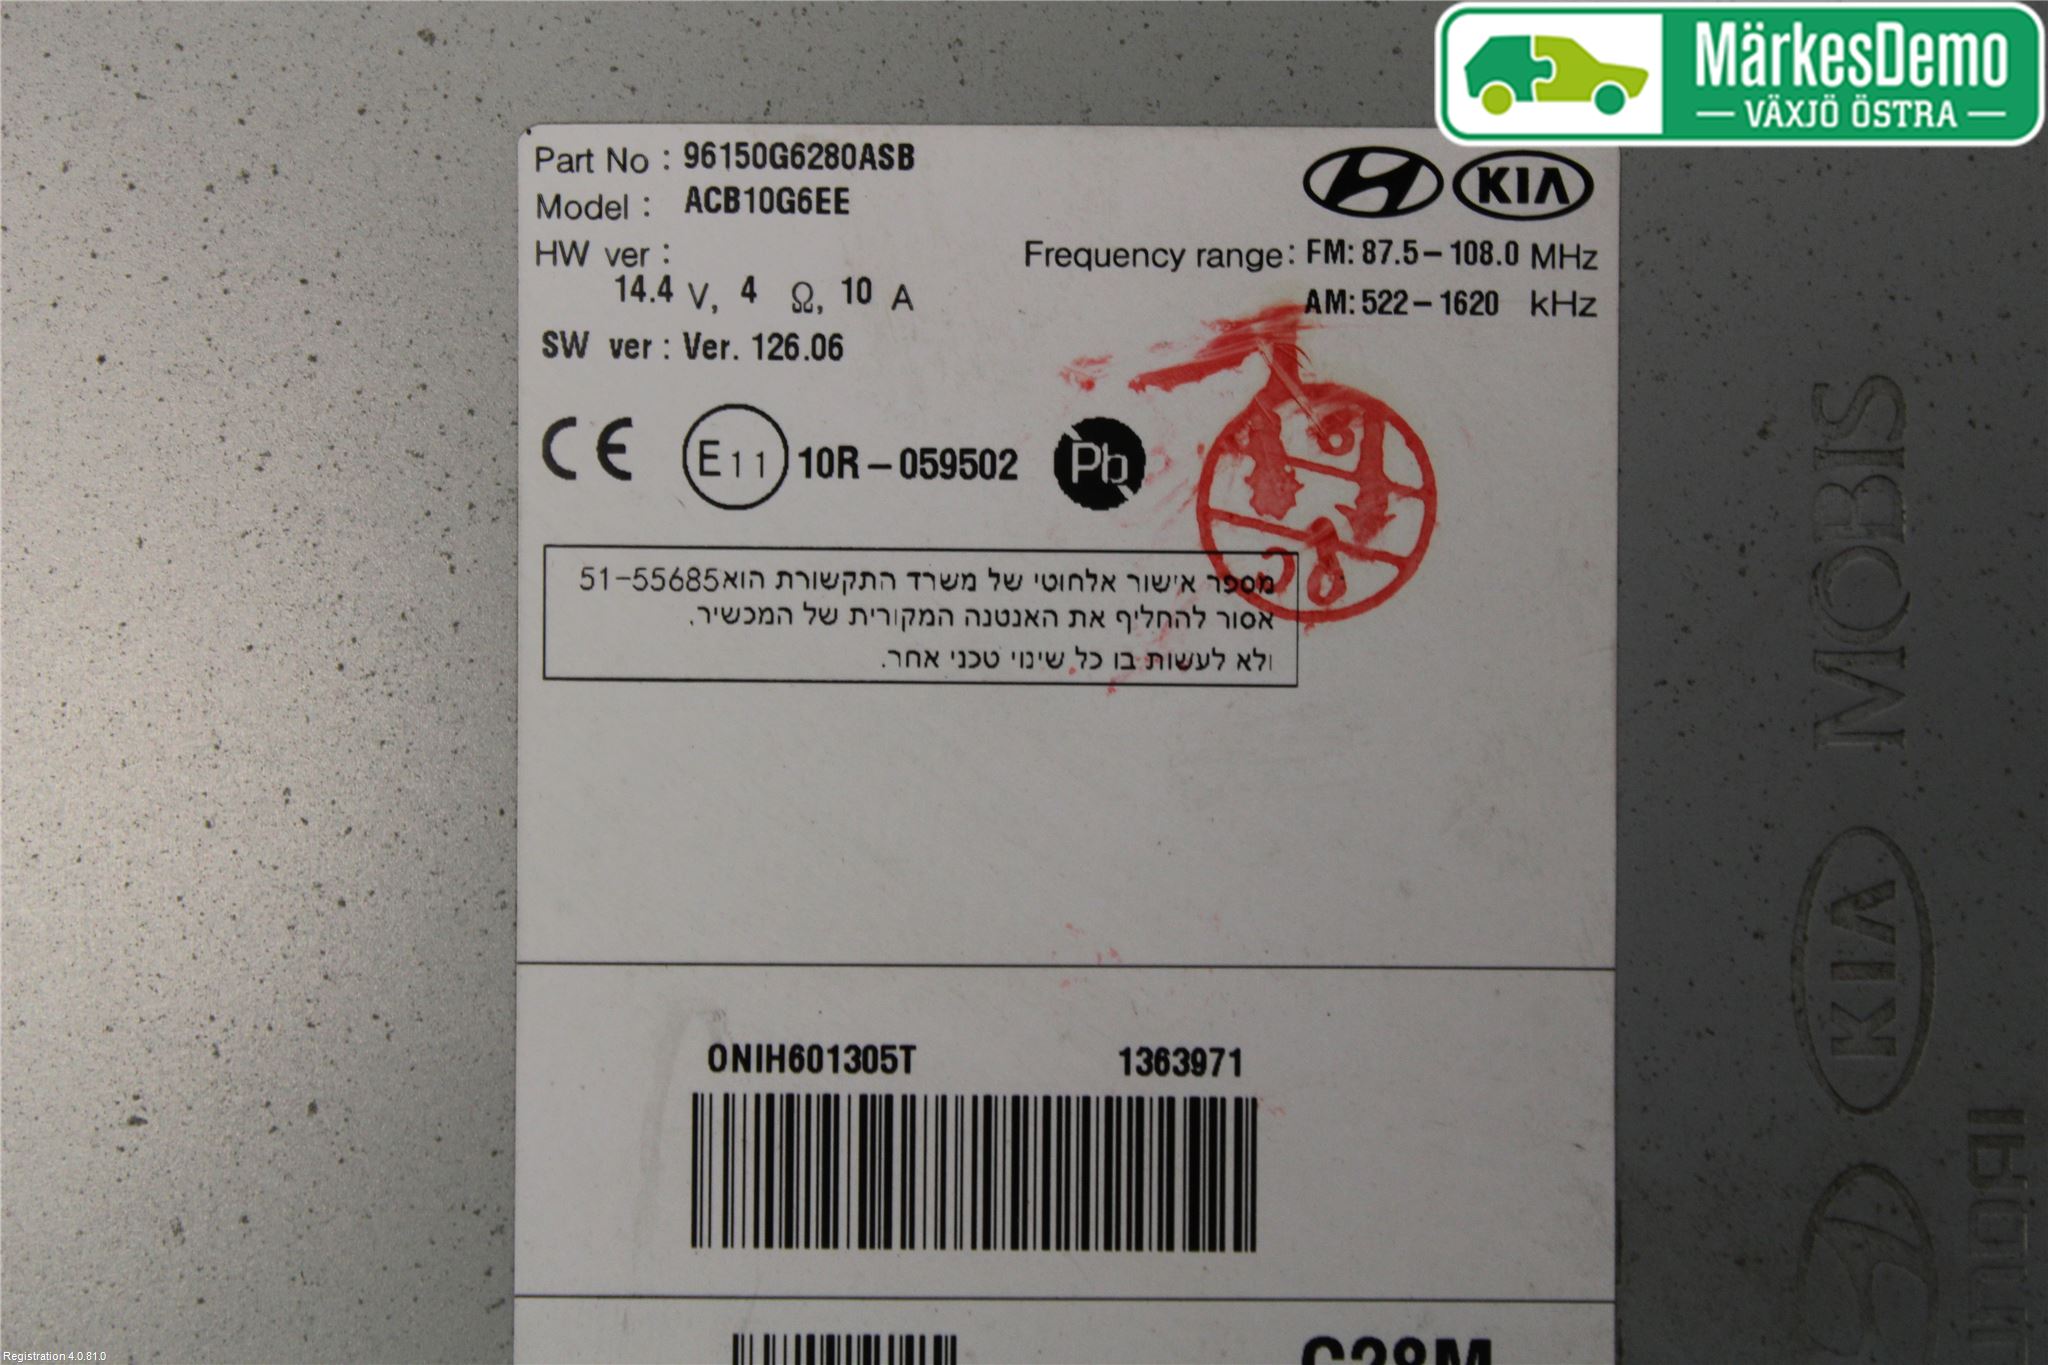 MärkesDemo
VÄXJÖ ÖSTRA
Part No : 96150G6280ASB
Model : ACB10G6EE
KIA
HW ver :
Frequency range: FM: 87.5-108.0 MHz
14.4 V, 4 Ω, 10 A
AM: 522-1620 kHz
SW ver : Ver. 126.06
CE E11 10R-059502 Pb
מספר אישור אלחוטי של משרד התקשורת הוא51-55685
אסור להחליף את האנטנה המקורית של המכשיר.
ולא לעשות בו כל שינוי טכני אחר.
MOBIS
KIA
0NIH601305T 1363971
Registration 4.0.81.0